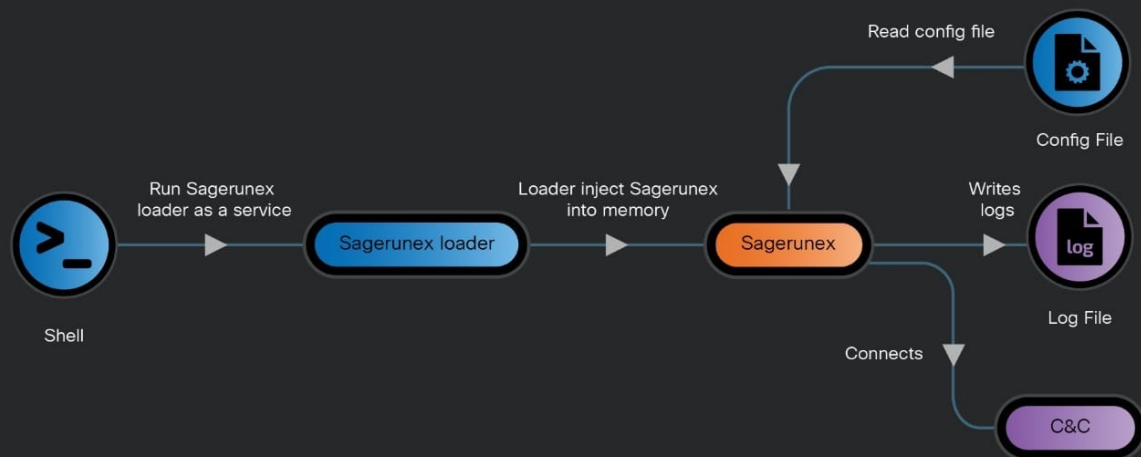 Read config file
Config File
Run Sagerunex
loader as a service
Loader inject Sagerunex
into memory
Writes
logs
Sagerunex loader
Sagerunex
log
>_
Shell
Log File
Connects
C&C